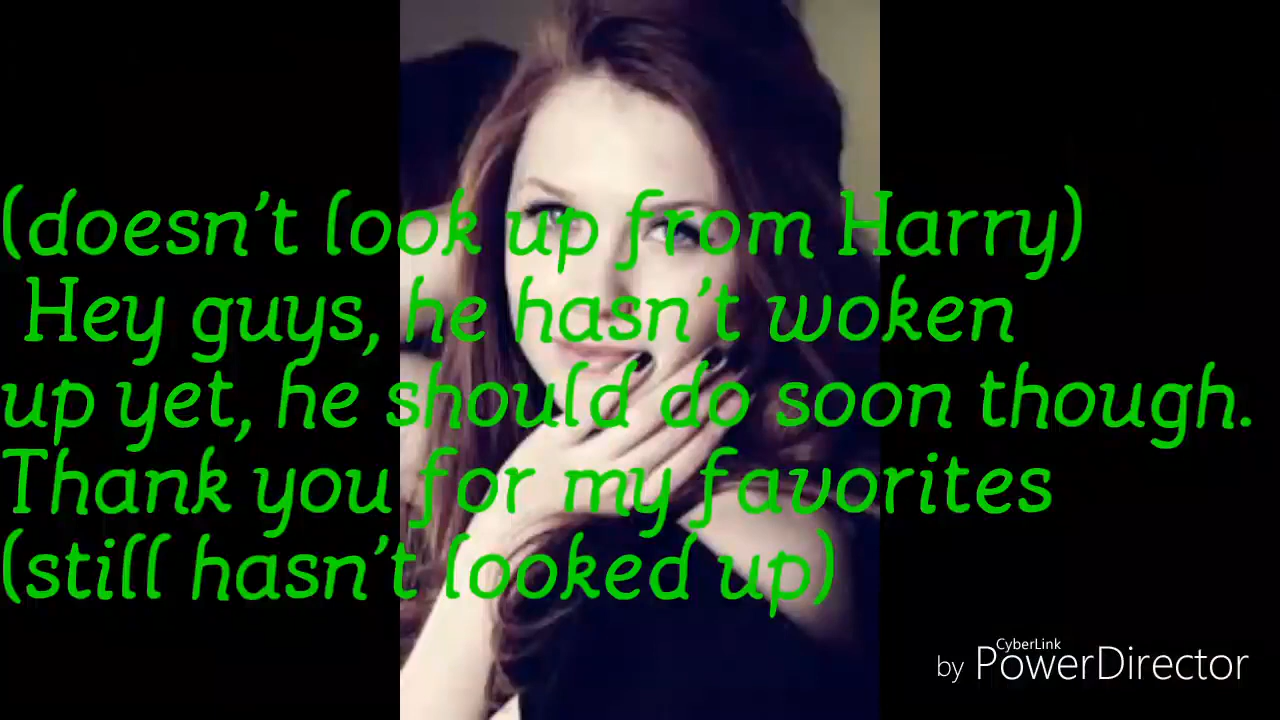 (doesn't look up from Harry)
Hey guys, he hasn't woken
up yet, he should do soon though.
Thank you for my favorites
(still hasn't looked up)
CyberLink
by PowerDirector